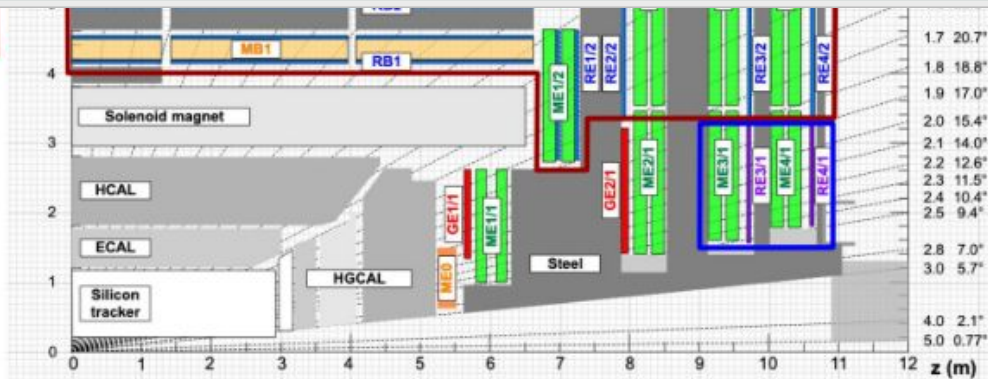 5
1.7 20.7°
MB1
RE1/2
RE2/2
RE3/2
RE4/2
RB1
4
1.8 18.8°
ME1/2
1.9 17.0°
Solenoid magnet
2.0 15.4°
3
2.1 14.0°
2.2 12.6°
HCAL
GE1/1
ME1/1
GE2/1
ME2/1
ME3/1
RE3/1
ME4/1
RE4/1
2.3 11.5°
2.4 10.4°
2
2.5 9.4°
ECAL
2.8 7.0°
HGCAL
ME0
Steel
3.0 5.7°
1
Silicon
tracker
4.0 2.1°
0
5.0 0.77°
0 1 2 3 4 5 6 7 8 9 10 11 12
z (m)